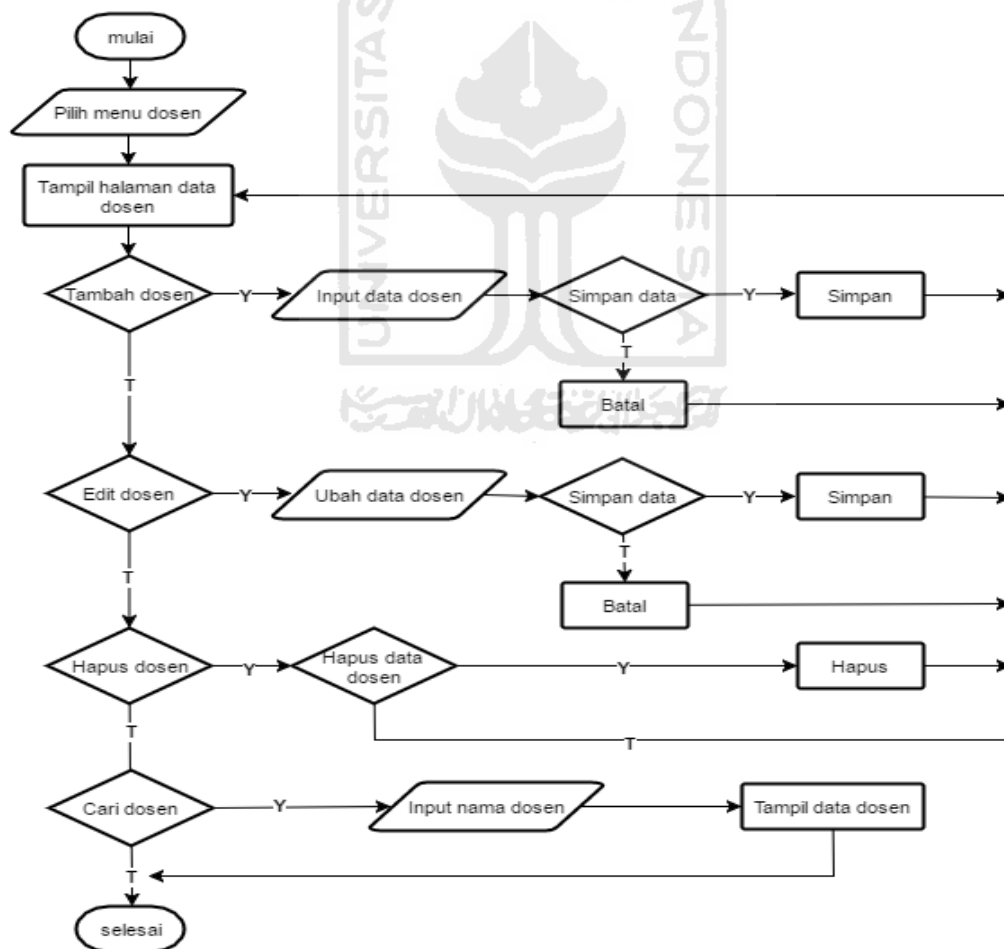 mulai
Pilih menu dosen
Tampil halaman data
dosen
Tambah dosen
Y
Input data dosen
Simpan data
Y
Simpan
T
Batal
T
Edit dosen
Y
Ubah data dosen
Simpan data
Y
Simpan
T
Batal
T
Hapus dosen
Y
Hapus data
dosen
Y
Hapus
T
T
Cari dosen
Y
Input nama dosen
Tampil data dosen
T
selesai
UNIVERSITAS
INDONESIA